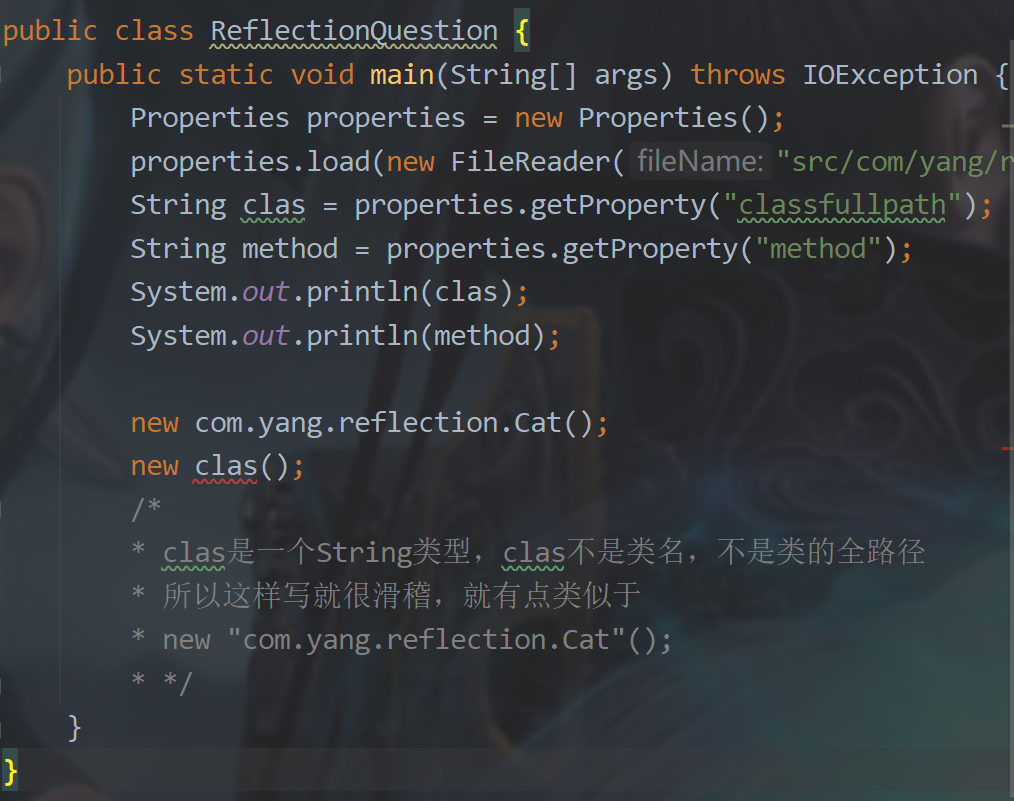 public class ReflectionQuestion {
public static void main(String[] args) throws IOException {
Properties properties = new Properties();
properties.load(new FileReader( fileName: "src/com/yang/
String clas = properties.getProperty("classfullpath");
String method = properties.getProperty("method");
System.out.println(clas);
System.out.println(method);
new com.yang.reflection.Cat();
new clas();
/*
* clas是一个String类型，clas不是类名，不是类的全路径
* 所以这样写就很滑稽，就有点类似于
* new "com.yang.reflection.Cat"();
* */
}
}